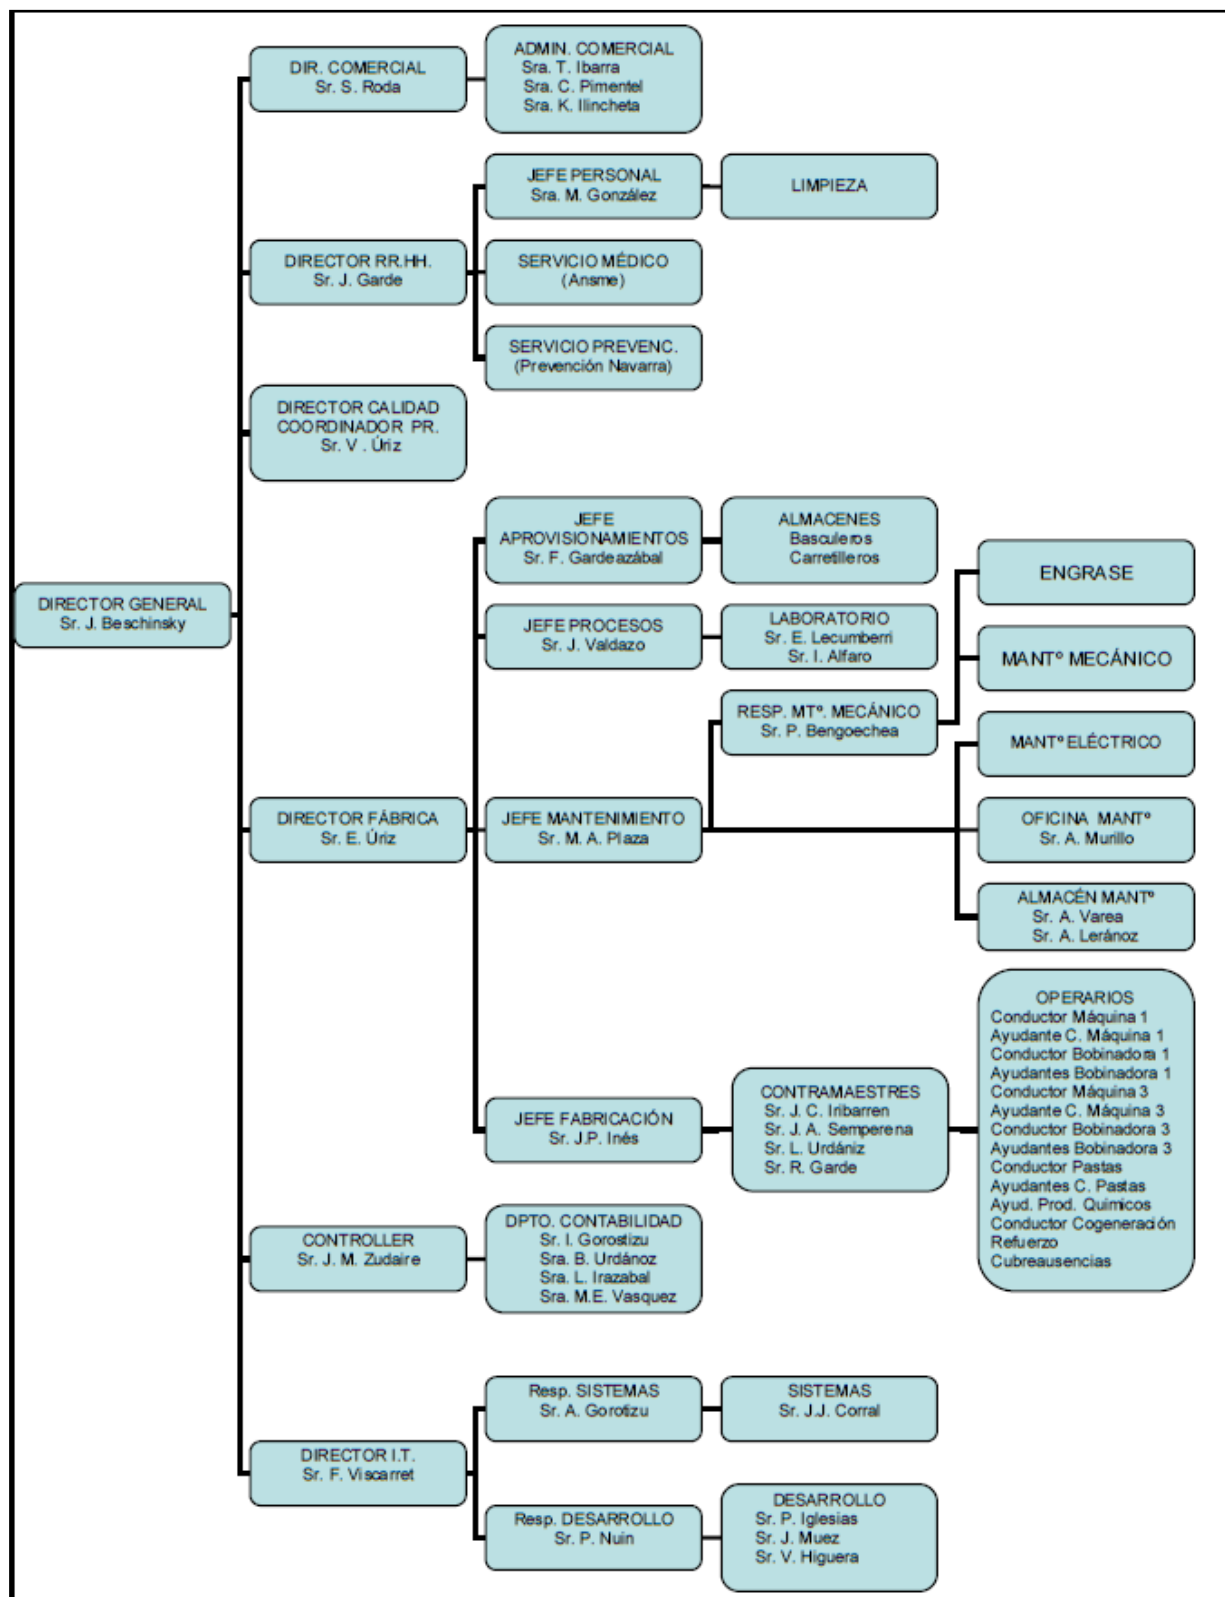 DIR. COMERCIAL
Sr. S. Roda
ADMIN. COMERCIAL
Sra. T. Ibarra
Sra. C. Pimentel
Sra. K. Ilincheta
JEFE PERSONAL
Sra. M. González
LIMPIEZA
DIRECTOR RR.HH.
Sr. J. Garde
SERVICIO MÉDICO
(Ansme)
SERVICIO PREVENC.
(Prevención Navarra)
DIRECTOR CALIDAD
COORDINADOR PR.
Sr. V . Úriz
JEFE
APROVISIONAMIENTOS
Sr. F. Gardeazábal
ALMACENES
Basculeros
Carretilleros
ENGRASE
DIRECTOR GENERAL
Sr. J. Beschinsky
JEFE PROCESOS
Sr. J. Valdazo
LABORATORIO
Sr. E. Lecumberri
Sr. I. Alfaro
MANTº MECÁNICO
RESP. MTº. MECÁNICO
Sr. P. Bengoechea
MANTº ELÉCTRICO
DIRECTOR FÁBRICA
Sr. E. Úriz
JEFE MANTENIMIENTO
Sr. M. A. Plaza
OFICINA MANTº
Sr. A. Murillo
ALMACÉN MANTº
Sr. A. Varea
Sr. A. Leránoz
JEFE FABRICACIÓN
Sr. J.P. Inés
CONTRAMAESTRES
Sr. J. C. Iribarren
Sr. J. A. Semperena
Sr. L. Urdániz
Sr. R. Garde
OPERARIOS
Conductor Máquina 1
Ayudante C. Máquina 1
Conductor Bobinadora 1
Ayudantes Bobinadora 1
Conductor Máquina 3
Ayudante C. Máquina 3
Conductor Bobinadora 3
Ayudantes Bobinadora 3
Conductor Pastas
Ayudantes C. Pastas
Ayud. Prod. Quimicos
Conductor Cogeneración
Refuerzo
Cubreausencias
CONTROLLER
Sr. J. M. Zudaire
DPTO. CONTABILIDAD
Sr. I. Gorostizu
Sra. B. Urdánoz
Sra. L. Irazabal
Sra. M.E. Vasquez
DIRECTOR I.T.
Sr. F. Viscarret
Resp. SISTEMAS
Sr. A. Gorotizu
SISTEMAS
Sr. J.J. Corral
Resp. DESARROLLO
Sr. P. Nuin
DESARROLLO
Sr. P. Iglesias
Sr. J. Muez
Sr. V. Higuera